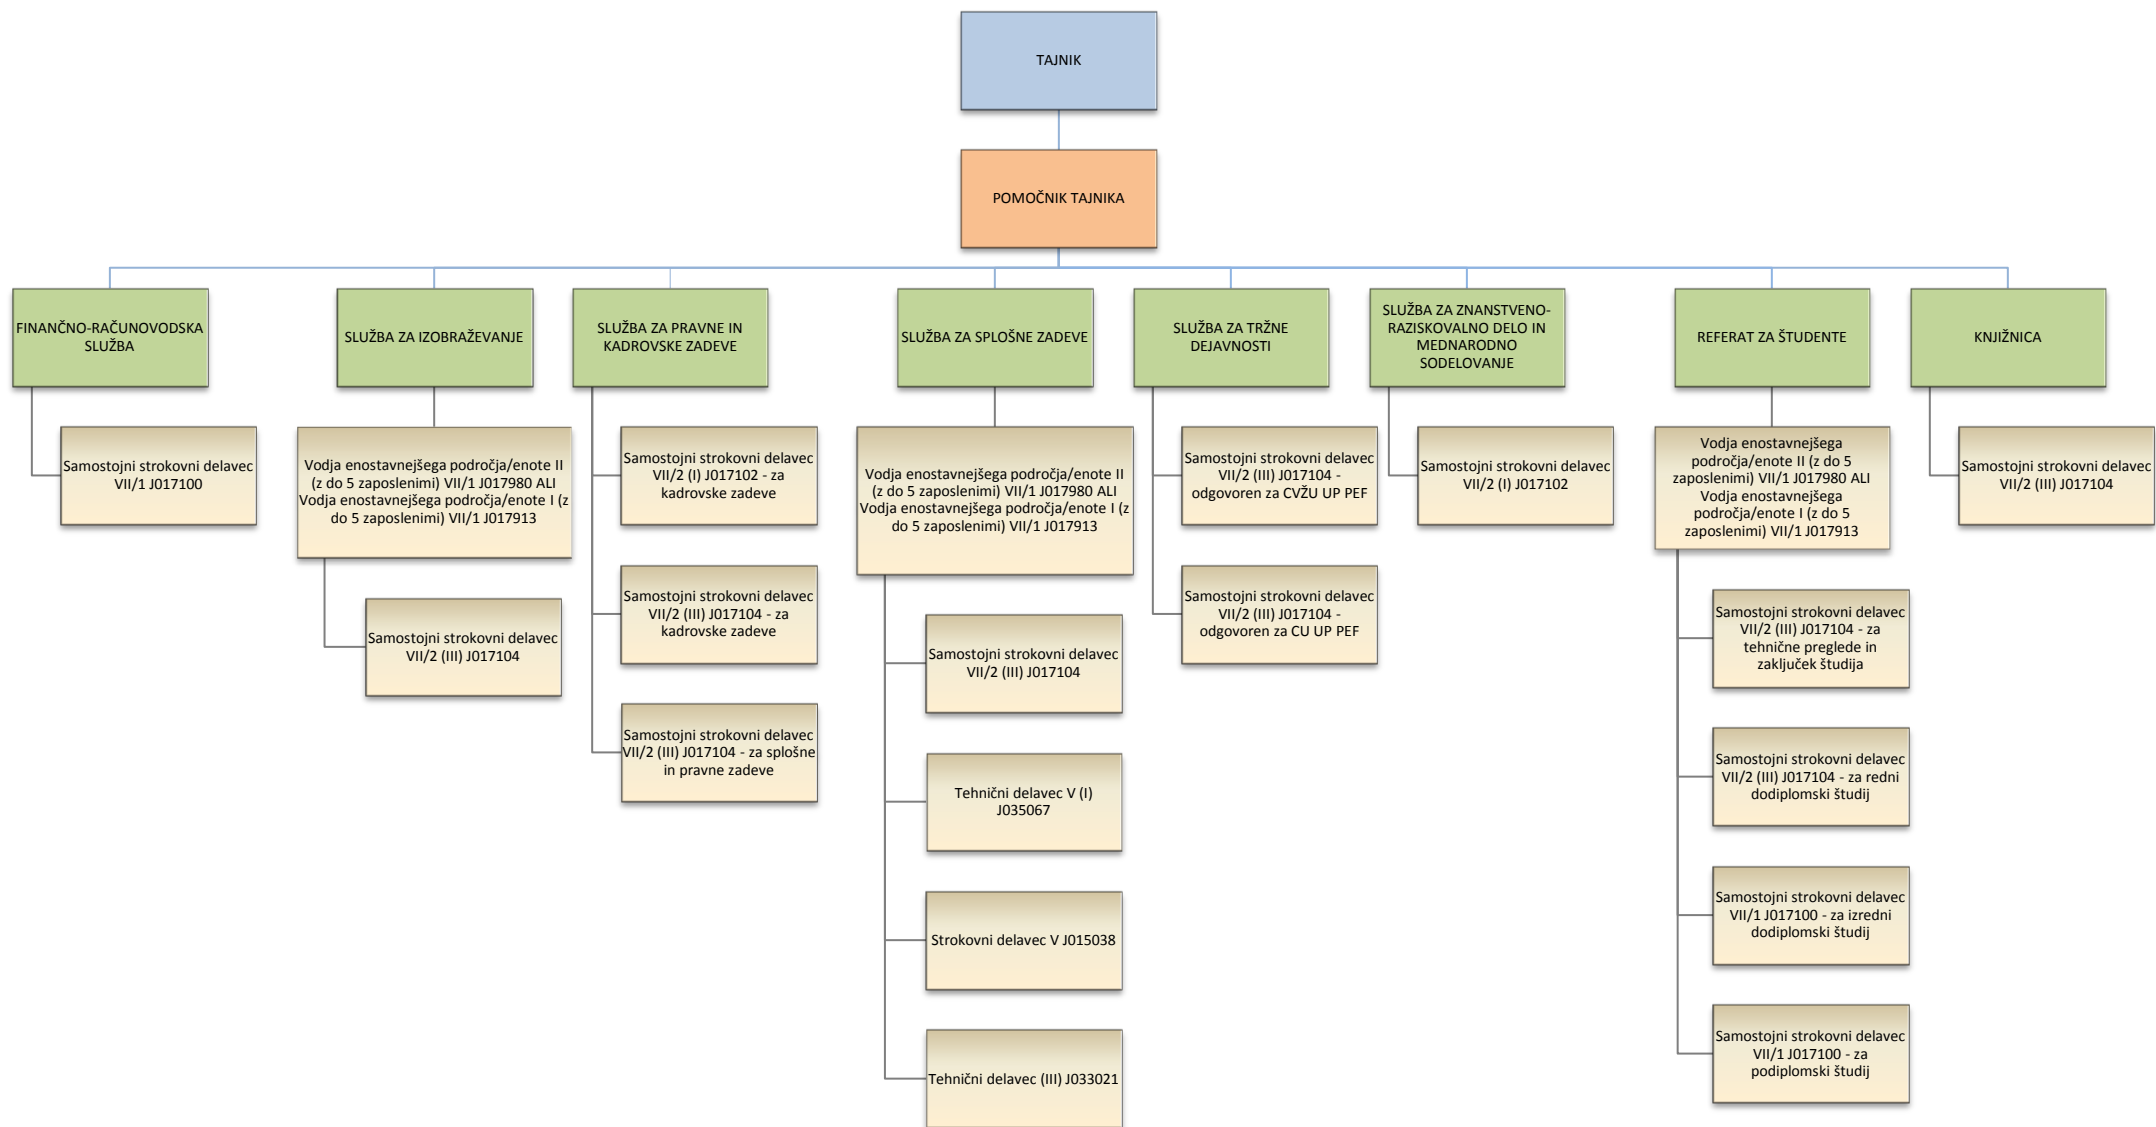 TAJNIK
POMOČNIK TAJNIKA
FINANČNO-RAČUNOVODSKA
SLUŽBA
Samostojni strokovni delavec
VII/1 J017100
SLUŽBA ZA IZOBRAŽEVANJE
Vodja enostavnejšega področja/enote II
(z do 5 zaposlenimi) VII/1 J017980 ALI
Vodja enostavnejšega področja/enote I (z
do 5 zaposlenimi) VII/1 J017913
Samostojni strokovni delavec
VII/2 (III) J017104
SLUŽBA ZA PRAVNE IN
KADROVSKE ZADEVE
Samostojni strokovni delavec
VII/2 (I) J017102 - za
kadrovske zadeve
Samostojni strokovni delavec
VII/2 (III) J017104 - za
kadrovske zadeve
Samostojni strokovni delavec
VII/2 (III) J017104 - za splošne
in pravne zadeve
SLUŽBA ZA SPLOŠNE ZADEVE
Vodja enostavnejšega področja/enote II
(z do 5 zaposlenimi) VII/1 J017980 ALI
Vodja enostavnejšega področja/enote I (z
do 5 zaposlenimi) VII/1 J017913
Samostojni strokovni delavec
VII/2 (III) J017104
Tehnični delavec V (I)
J035067
Strokovni delavec V J015038
Tehnični delavec (III) J033021
SLUŽBA ZA TRŽNE
DEJAVNOSTI
Samostojni strokovni delavec
VII/2 (III) J017104 -
odgovoren za CVŽU UP PEF
Samostojni strokovni delavec
VII/2 (III) J017104 -
odgovoren za CU UP PEF
SLUŽBA ZA ZNANSTVENO-
RAZISKOVALNO DELO IN
MEDNARODNO
SODELOVANJE
Samostojni strokovni delavec
VII/2 (I) J017102
REFERAT ZA ŠTUDENTE
Vodja enostavnejšega
področja/enote II (z do 5
zaposlenimi) VII/1 J017980 ALI
Vodja enostavnejšega
področja/enote I (z do 5
zaposlenimi) VII/1 J017913
Samostojni strokovni delavec
VII/2 (III) J017104 - za
tehnične preglede in
zaključek študija
Samostojni strokovni delavec
VII/2 (III) J017104 - za redni
dodiplomski študij
Samostojni strokovni delavec
VII/1 J017100 - za izredni
dodiplomski študij
Samostojni strokovni delavec
VII/1 J017100 - za
podiplomski študij
KNJIŽNICA
Samostojni strokovni delavec
VII/2 (III) J017104